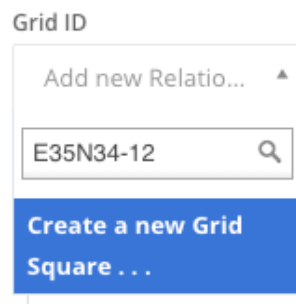 Grid ID
Add new Relatio...
E35N34-12
Create a new Grid
Square . . .